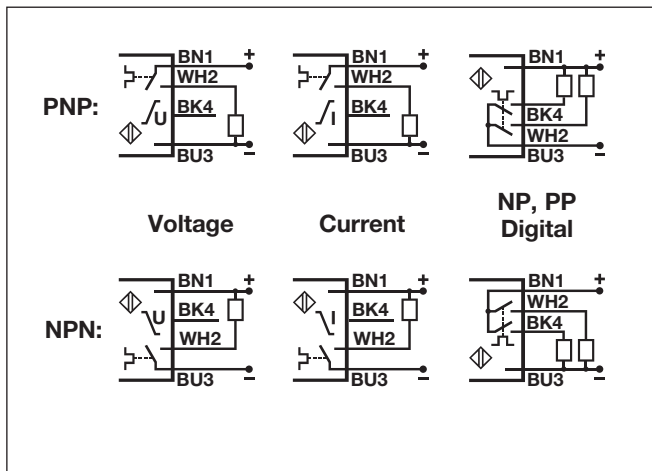 PNP:
BN1 +
WH2
U BK4
BU3 −
BN1 +
WH2
I BK4
BU3 −
BN1 +
BK4
WH2
BU3 −
Voltage
Current
NP, PP
Digital
NPN:
BN1 +
U BK4
WH2
BU3 −
BN1 +
I BK4
WH2
BU3 −
BN1 +
WH2
BK4
BU3 −